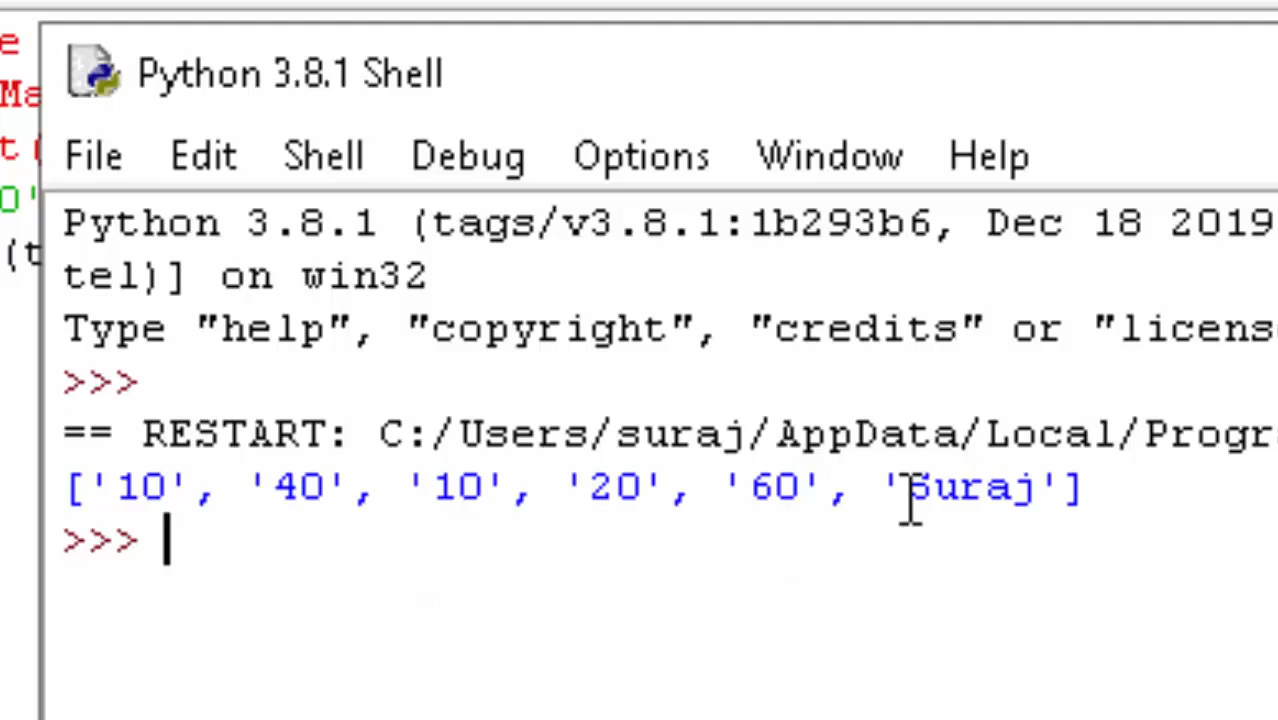 Python 3.8.1 Shell
File Edit Shell Debug Options Window Help
Python 3.8.1 (tags/v3.8.1:1b293b6, Dec 18 2019
tel)] on win32
Type "help", "copyright", "credits" or "licens
>>>
== RESTART: C:/Users/suraj/AppData/Local/Progra
['10', '40', '10', '20', '60', 'Suraj']
>>>
e
Ma
t(
0'
(t